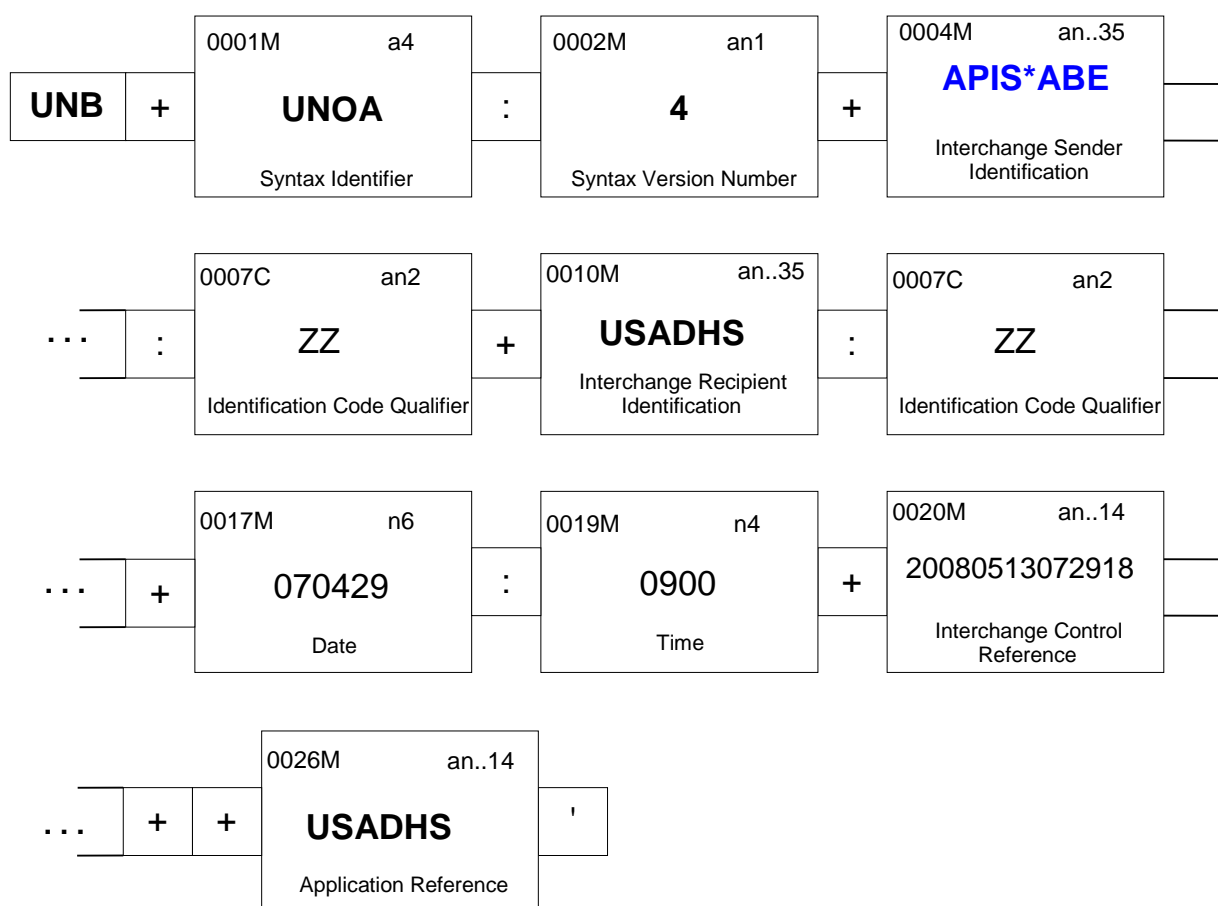 0001M a4 0002M an1 0004M an..35
UNB + UNOA : 4 + APIS*ABE
Syntax Identifier Syntax Version Number Interchange Sender
Identification
0007C an2 0010M an..35 0007C an2
... : ZZ + USADHS : ZZ
Identification Code Qualifier Interchange Recipient
Identification Identification Code Qualifier
0017M n6 0019M n4 0020M an..14
... + 070429 : 0900 + 20080513072918
Date Time Interchange Control
Reference
0026M an..14
... + + USADHS '
Application Reference